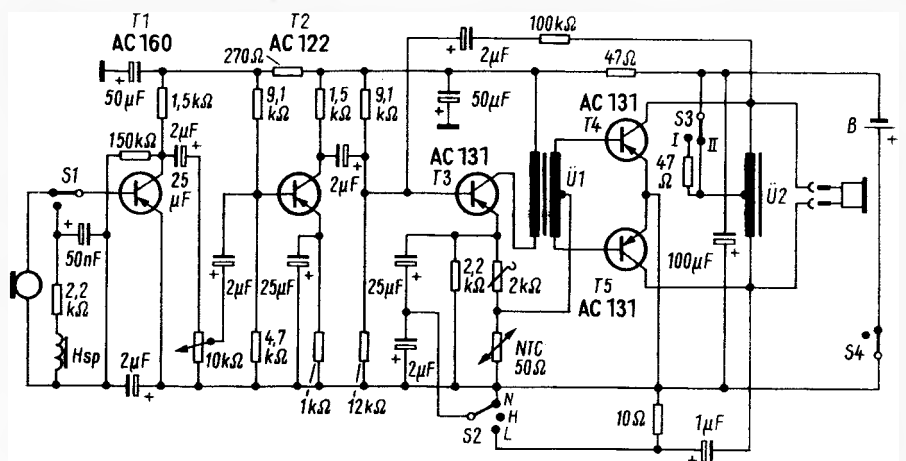 T1
AC 160
T2
AC 122
270Ω
100kΩ
2μF
+
47Ω
50μF
+
1,5kΩ
9,1
kΩ
1,5
kΩ
9,1
kΩ
50μF
+
AC 131
T4
S3
I
II
B
+
150kΩ
2μF
+
25
μF
2μF
+
AC 131
T3
Ü1
47
Ω
Ü2
S1
+
50nF
2,2
kΩ
Hsp
2μF
+
10kΩ
2μF
+
4,7
kΩ
25μF
+
1kΩ
12kΩ
25μF
+
2μF
+
2,2
kΩ
2kΩ
NTC
50Ω
T5
AC 131
100μF
+
S4
N
H
L
S2
10Ω
1μF
+